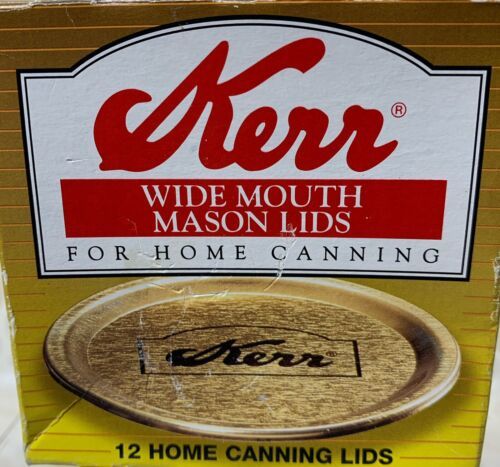 Kerr®
WIDE MOUTH
MASON LIDS
FOR HOME CANNING
Kerr®
12 HOME CANNING LIDS